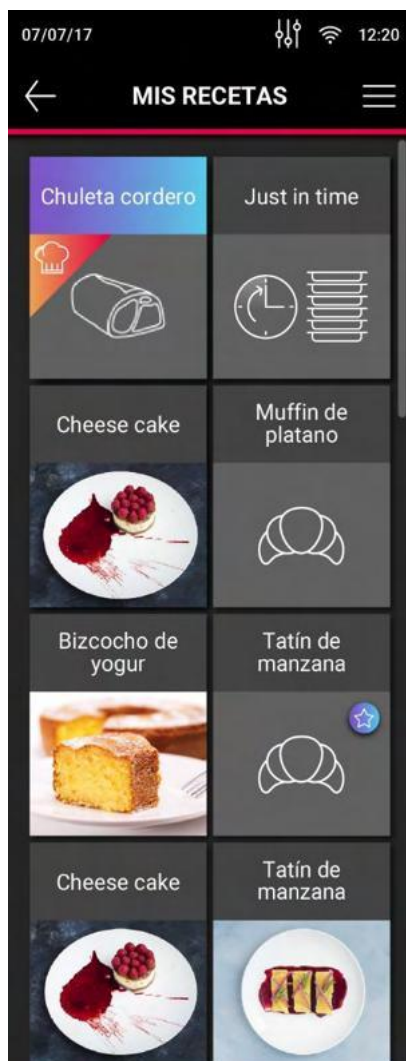 07/07/17
12:20
MIS RECETAS
Chuleta cordero
Just in time
Cheese cake
Muffin de
platano
Bizcocho de
yogur
Tatín de
manzana
Cheese cake
Tatín de
manzana